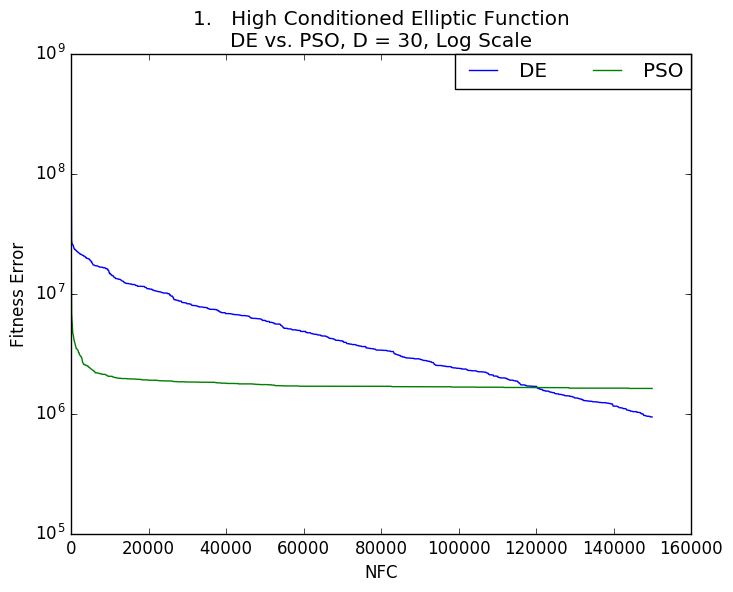 1.   High Conditioned Elliptic Function
DE vs. PSO, D = 30, Log Scale
DE PSO
10^9
10^8
10^7
10^6
10^5
Fitness Error
0 20000 40000 60000 80000 100000 120000 140000 160000
NFC